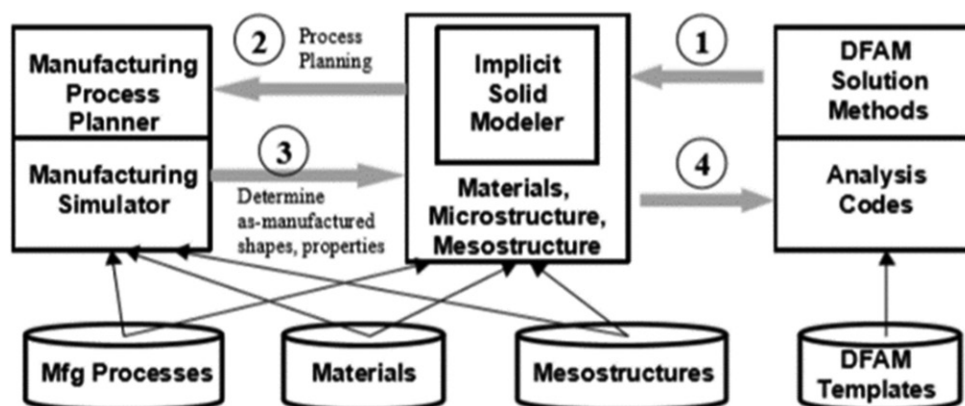 Manufacturing
Process
Planner
Manufacturing
Simulator
2
Process
Planning
3
Determine
as-manufactured
shapes, properties
Implicit
Solid
Modeler
Materials,
Microstructure,
Mesostructure
1
4
DFAM
Solution
Methods
Analysis
Codes
Mfg Processes
Materials
Mesostructures
DFAM
Templates